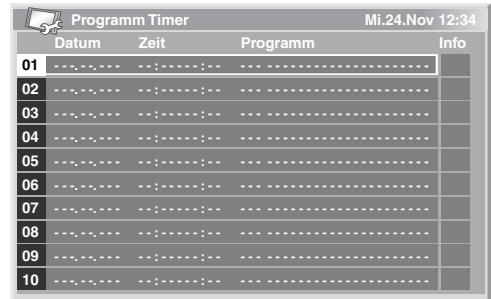 Programm Timer Mi.24.Nov 12:34
Datum Zeit Programm Info
01 ---.--.--- --:-----:-- --- -----------------------
02 ---.--.--- --:-----:-- --- -----------------------
03 ---.--.--- --:-----:-- --- -----------------------
04 ---.--.--- --:-----:-- --- -----------------------
05 ---.--.--- --:-----:-- --- -----------------------
06 ---.--.--- --:-----:-- --- -----------------------
07 ---.--.--- --:-----:-- --- -----------------------
08 ---.--.--- --:-----:-- --- -----------------------
09 ---.--.--- --:-----:-- --- -----------------------
10 ---.--.--- --:-----:-- --- -----------------------